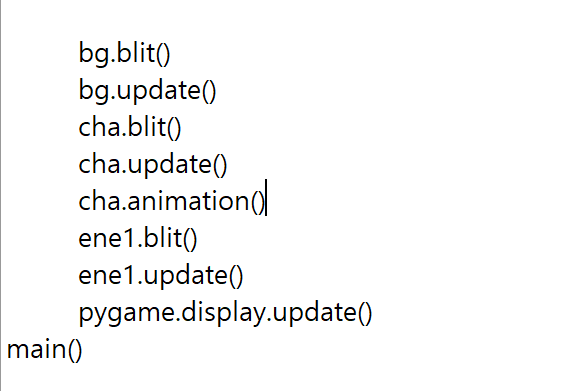 bg.blit()
bg.update()
cha.blit()
cha.update()
cha.animation()
ene1.blit()
ene1.update()
pygame.display.update()
main()